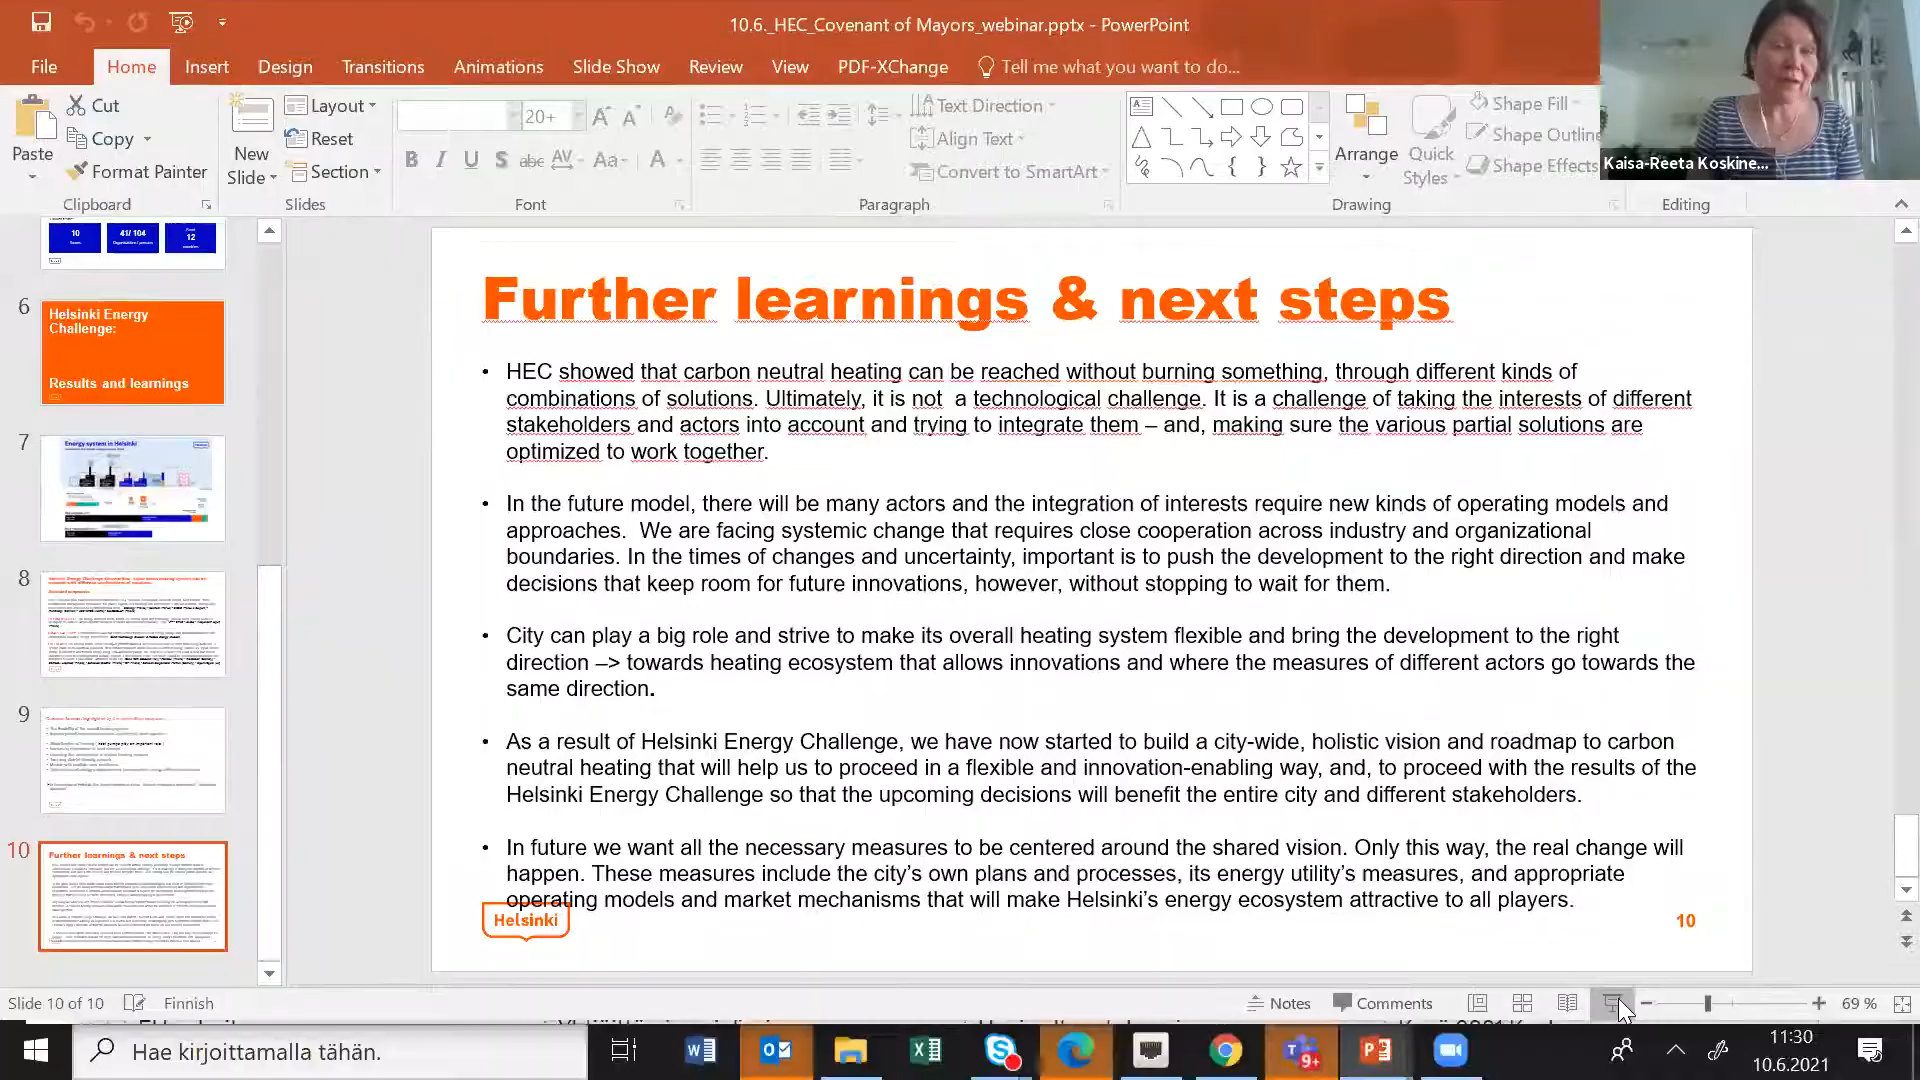 10.6._HEC_Covenant of Mayors_webinar.pptx - PowerPoint
File Home Insert Design Transitions Animations Slide Show Review View PDF-XChange Tell me what you want to do...
Paste
Cut
Copy
Format Painter
Clipboard
New Slide
Layout
Reset
Section
Slides
20+
Font
Text Direction
Align Text
Convert to SmartArt
Paragraph
Arrange
Quick Styles
Shape Fill
Shape Outline
Shape Effects
Drawing
Editing
Kaisa-Reeta Koskine...
10
41/ 104
12
6
Helsinki Energy
Challenge:
Results and learnings
7
Energy system in Helsinki
8
9
10
Further learnings & next steps
Further learnings & next steps
• HEC showed that carbon neutral heating can be reached without burning something, through different kinds of
combinations of solutions. Ultimately, it is not  a technological challenge. It is a challenge of taking the interests of different
stakeholders and actors into account and trying to integrate them – and, making sure the various partial solutions are
optimized to work together.
• In the future model, there will be many actors and the integration of interests require new kinds of operating models and
approaches.  We are facing systemic change that requires close cooperation across industry and organizational
boundaries. In the times of changes and uncertainty, important is to push the development to the right direction and make
decisions that keep room for future innovations, however, without stopping to wait for them.
• City can play a big role and strive to make its overall heating system flexible and bring the development to the right
direction –> towards heating ecosystem that allows innovations and where the measures of different actors go towards the
same direction.
• As a result of Helsinki Energy Challenge, we have now started to build a city-wide, holistic vision and roadmap to carbon
neutral heating that will help us to proceed in a flexible and innovation-enabling way, and, to proceed with the results of the
Helsinki Energy Challenge so that the upcoming decisions will benefit the entire city and different stakeholders.
• In future we want all the necessary measures to be centered around the shared vision. Only this way, the real change will
happen. These measures include the city's own plans and processes, its energy utility's measures, and appropriate
operating models and market mechanisms that will make Helsinki's energy ecosystem attractive to all players.
Helsinki
10
Slide 10 of 10 Finnish Notes Comments 69 %
Hae kirjoittamalla tähän.
9+
11:30
10.6.2021